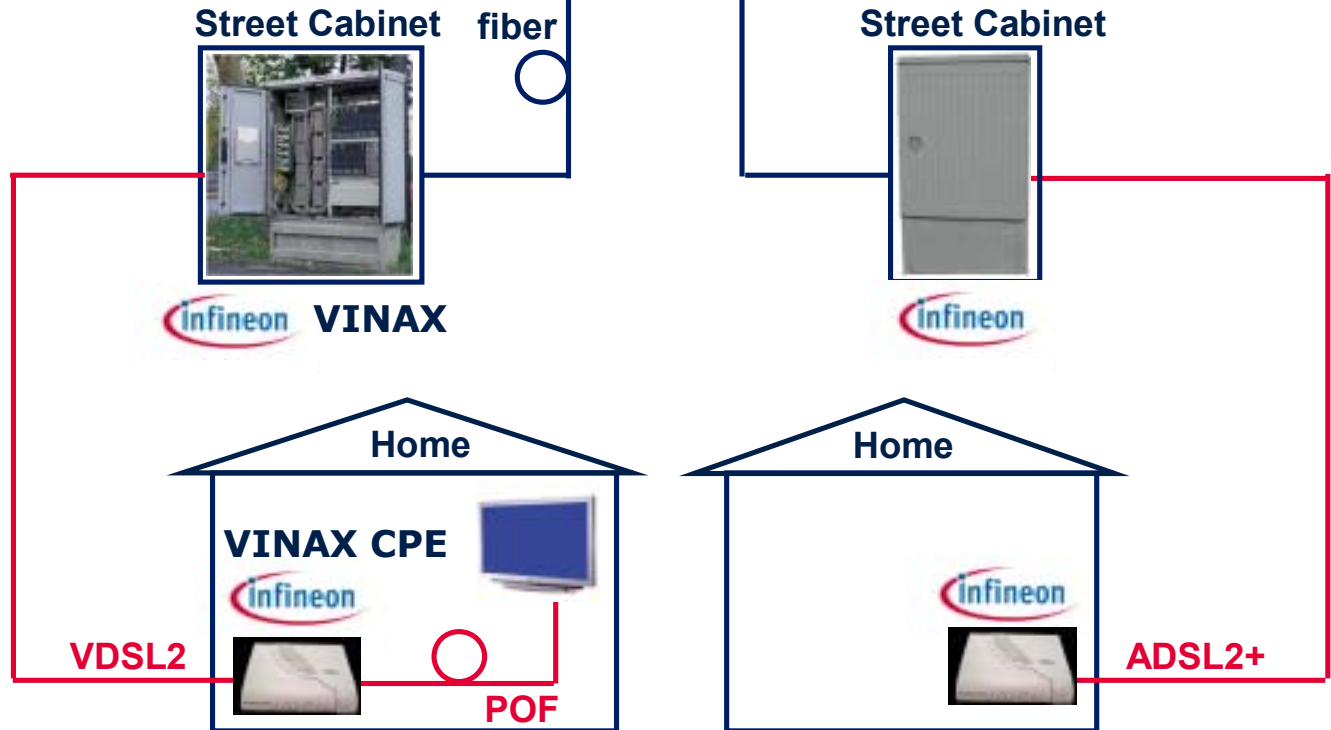 Street Cabinet
fiber
Street Cabinet
infineon
VINAX
infineon
Home
Home
VINAX CPE
infineon
infineon
VDSL2
POF
ADSL2+